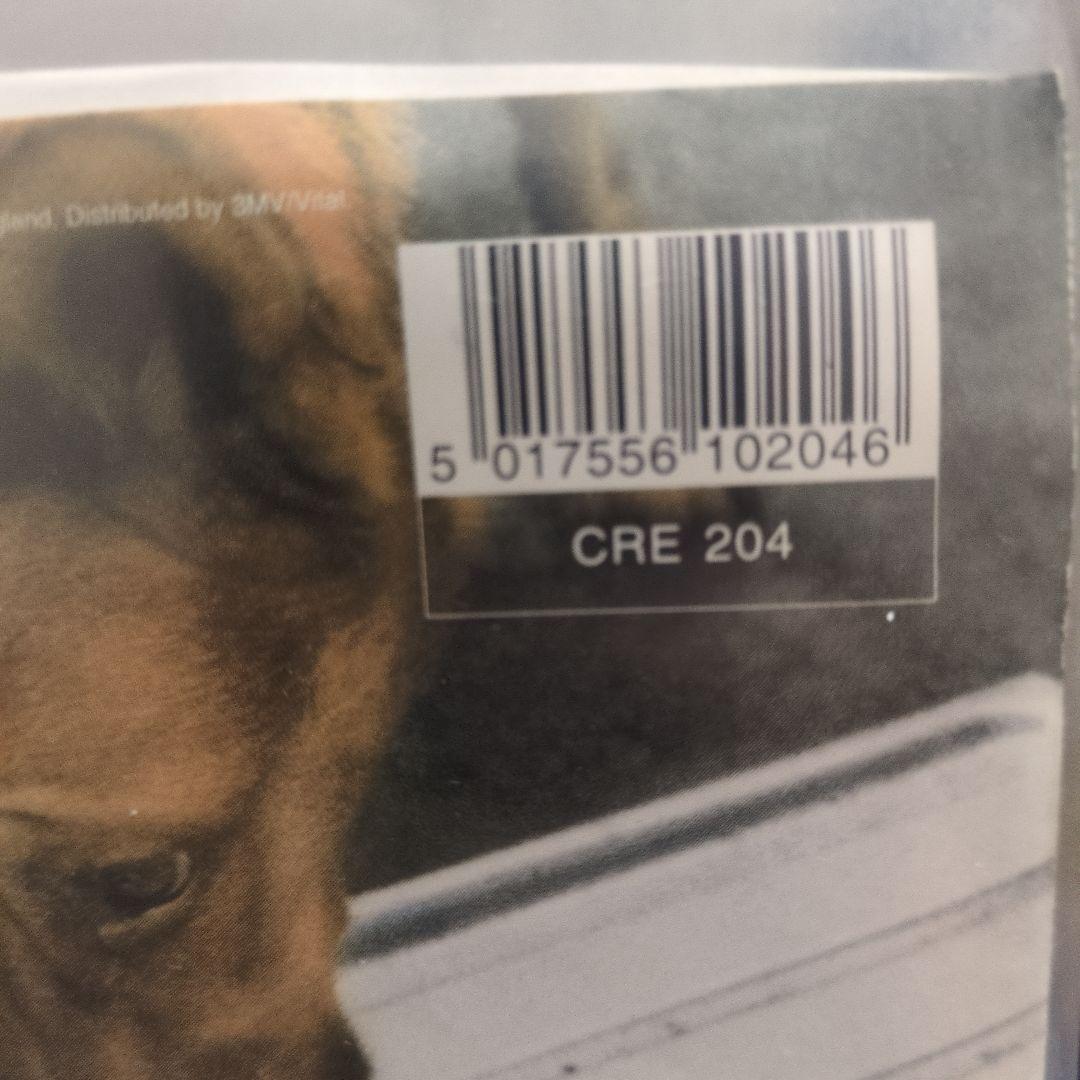 gland. Distributed by 3MV/Vital
5 017556 102046
CRE 204